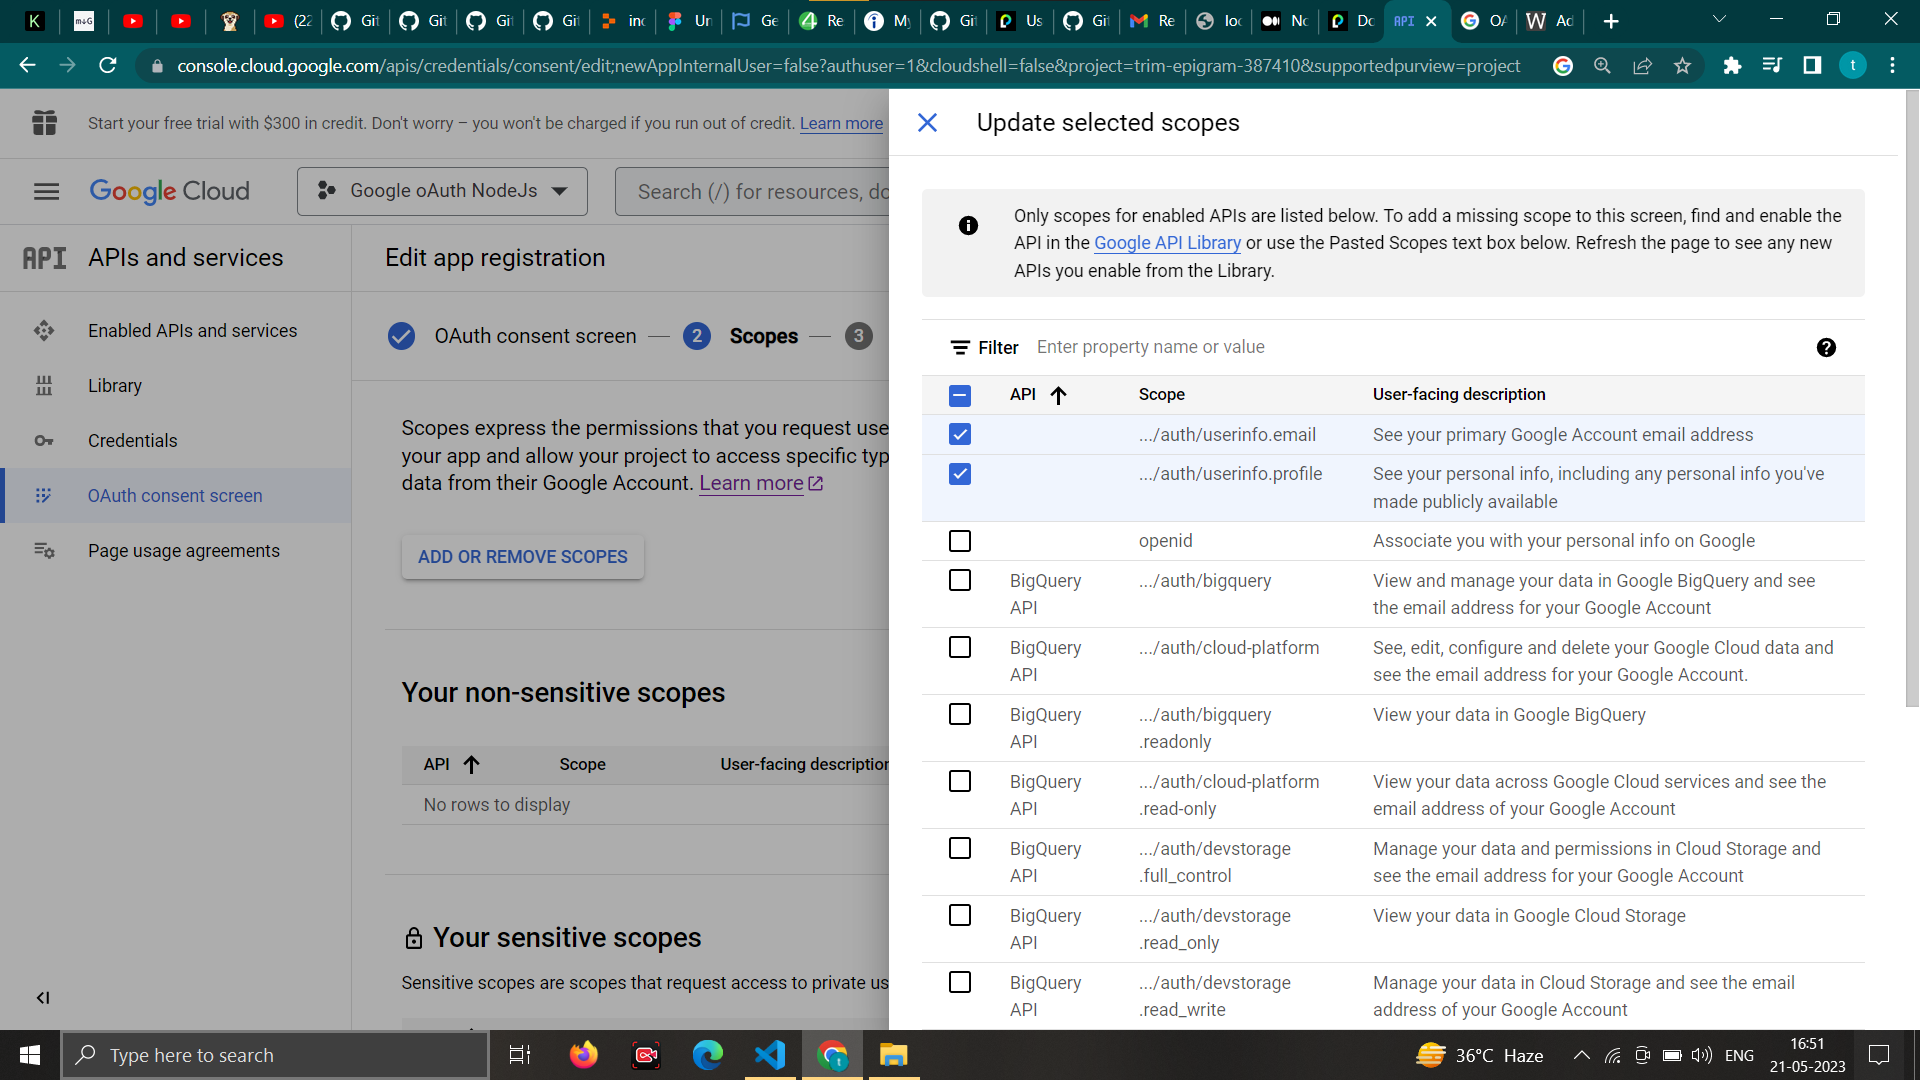 K
m↓G
(22
Git
Git
Git
Git
inc
Un
Ge
Re
My
Git
Us
Git
Re
loc
No
Do
API
OA
W Ad
console.cloud.google.com/apis/credentials/consent/edit;newAppInternalUser=false?authuser=1&cloudshell=false&project=trim-epigram-387410&supportedpurview=project
t
Start your free trial with $300 in credit. Don't worry – you won't be charged if you run out of credit. Learn more
Google Cloud
Google oAuth NodeJs
Search (/) for resources, do
API APIs and services
Enabled APIs and services
Library
Credentials
OAuth consent screen
Page usage agreements
Edit app registration
OAuth consent screen — 2 Scopes — 3
Scopes express the permissions that you request use
your app and allow your project to access specific typ
data from their Google Account. Learn more
ADD OR REMOVE SCOPES
Your non-sensitive scopes
API Scope User-facing description
No rows to display
Your sensitive scopes
Sensitive scopes are scopes that request access to private us
Update selected scopes
Only scopes for enabled APIs are listed below. To add a missing scope to this screen, find and enable the
API in the Google API Library or use the Pasted Scopes text box below. Refresh the page to see any new
APIs you enable from the Library.
Filter Enter property name or value
API Scope User-facing description
.../auth/userinfo.email See your primary Google Account email address
.../auth/userinfo.profile See your personal info, including any personal info you've
made publicly available
openid Associate you with your personal info on Google
BigQuery .../auth/bigquery View and manage your data in Google BigQuery and see
API the email address for your Google Account
BigQuery .../auth/cloud-platform See, edit, configure and delete your Google Cloud data and
API see the email address for your Google Account.
BigQuery .../auth/bigquery View your data in Google BigQuery
API .readonly
BigQuery .../auth/cloud-platform View your data across Google Cloud services and see the
API .read-only email address of your Google Account
BigQuery .../auth/devstorage Manage your data and permissions in Cloud Storage and
API .full_control see the email address for your Google Account
BigQuery .../auth/devstorage View your data in Google Cloud Storage
API .read_only
BigQuery .../auth/devstorage Manage your data in Cloud Storage and see the email
API .read_write address of your Google Account
Type here to search
t
36°C Haze
ENG
16:51
21-05-2023